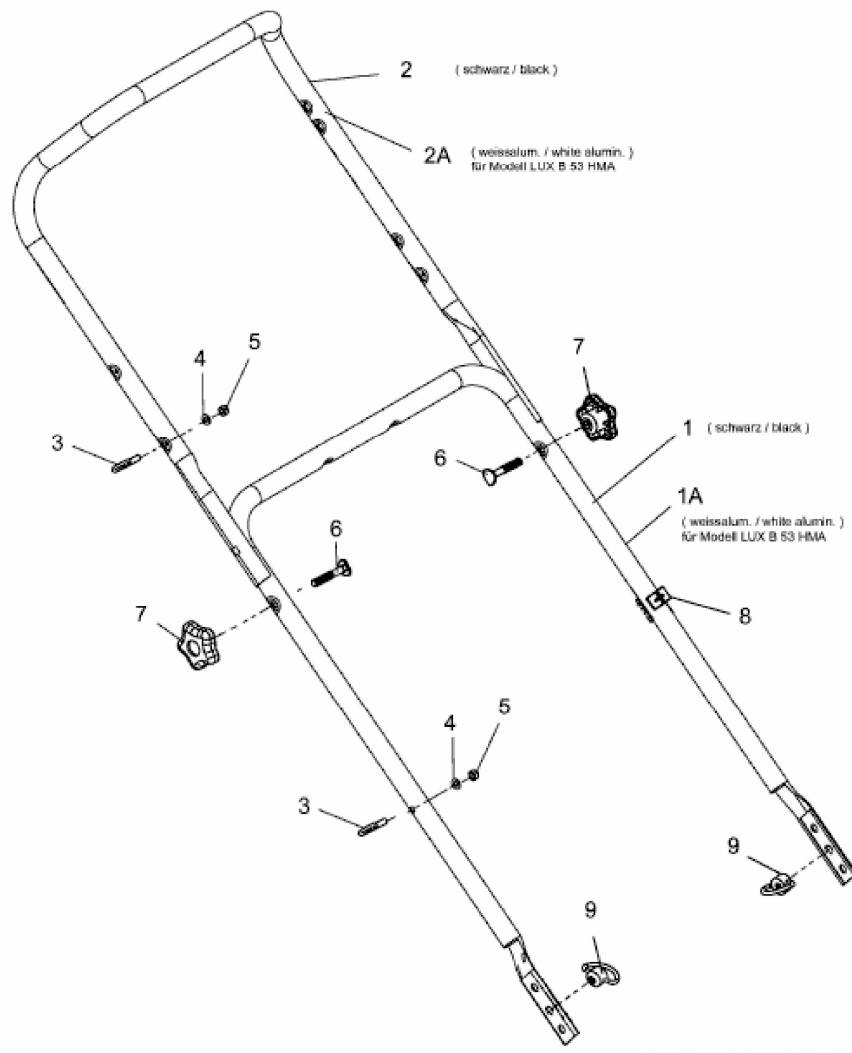 2 ( schwarz / black )
2A ( weissalum. / white alumin. )
für Modell LUX B 53 HMA
7
5
4
3
1 ( schwarz / black )
6
1A
( weissalum. / white alumin. )
für Modell LUX B 53 HMA
6
8
7
5
4
3
9
9